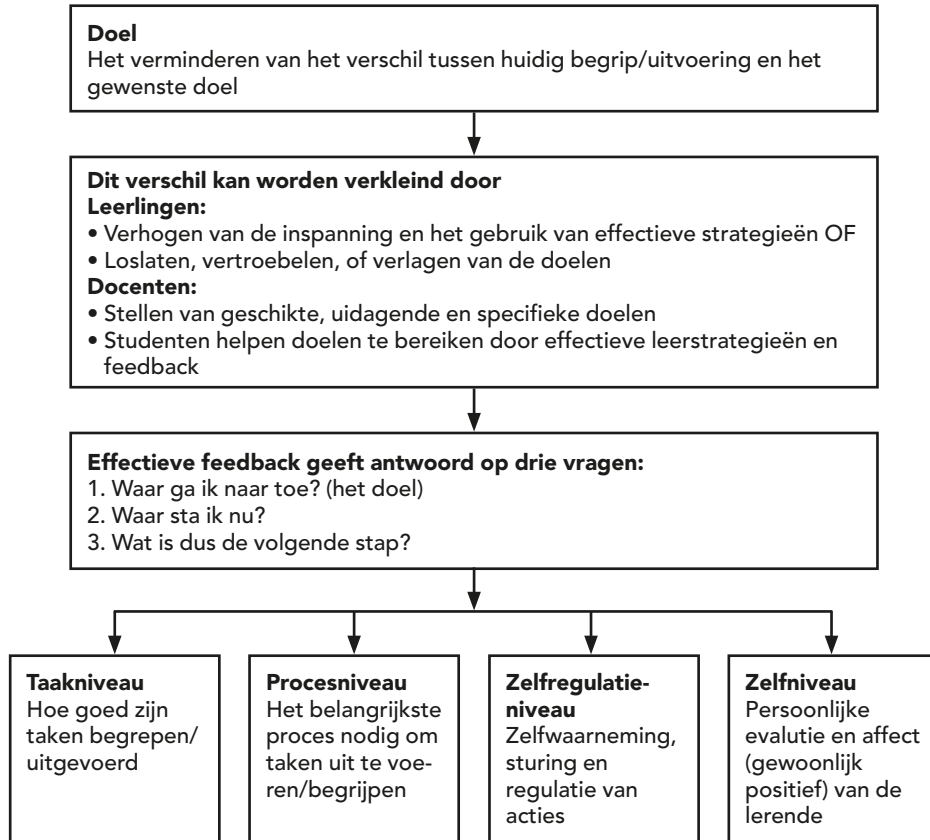 Doel
Het verminderen van het verschil tussen huidig begrip/uitvoering en het
gewenste doel
Dit verschil kan worden verkleind door
Leerlingen:
• Verhogen van de inspanning en het gebruik van effectieve strategieën OF
• Loslaten, vertroebelen, of verlagen van de doelen
Docenten:
• Stellen van geschikte, uidagende en specifieke doelen
• Studenten helpen doelen te bereiken door effectieve leerstrategieën en
feedback
Effectieve feedback geeft antwoord op drie vragen:
1. Waar ga ik naar toe? (het doel)
2. Waar sta ik nu?
3. Wat is dus de volgende stap?
Taakniveau
Hoe goed zijn
taken begrepen/
uitgevoerd
Procesniveau
Het belangrijkste
proces nodig om
taken uit te voe-
ren/begrijpen
Zelfregulatie-
niveau
Zelfwaarneming,
sturing en
regulatie van
acties
Zelfniveau
Persoonlijke
evalutie en affect
(gewoonlijk
positief) van de
lerende